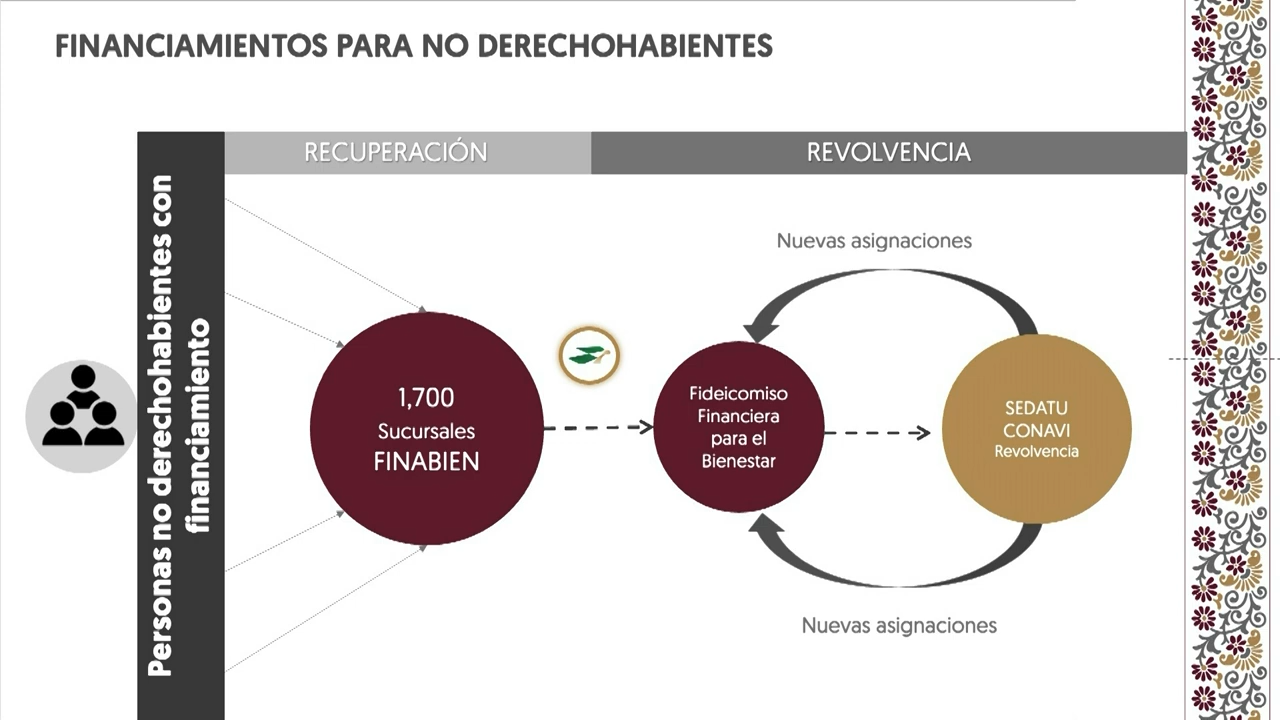 FINANCIAMIENTOS PARA NO DERECHOHABIENTES
RECUPERACIÓN
REVOLVENCIA
Personas no derechohabientes con
financiamiento
Nuevas asignaciones
1,700
Sucursales
FINABIEN
Fideicomiso
Financiera
para el
Bienestar
SEDATU
CONAVI
Revolvencia
Nuevas asignaciones